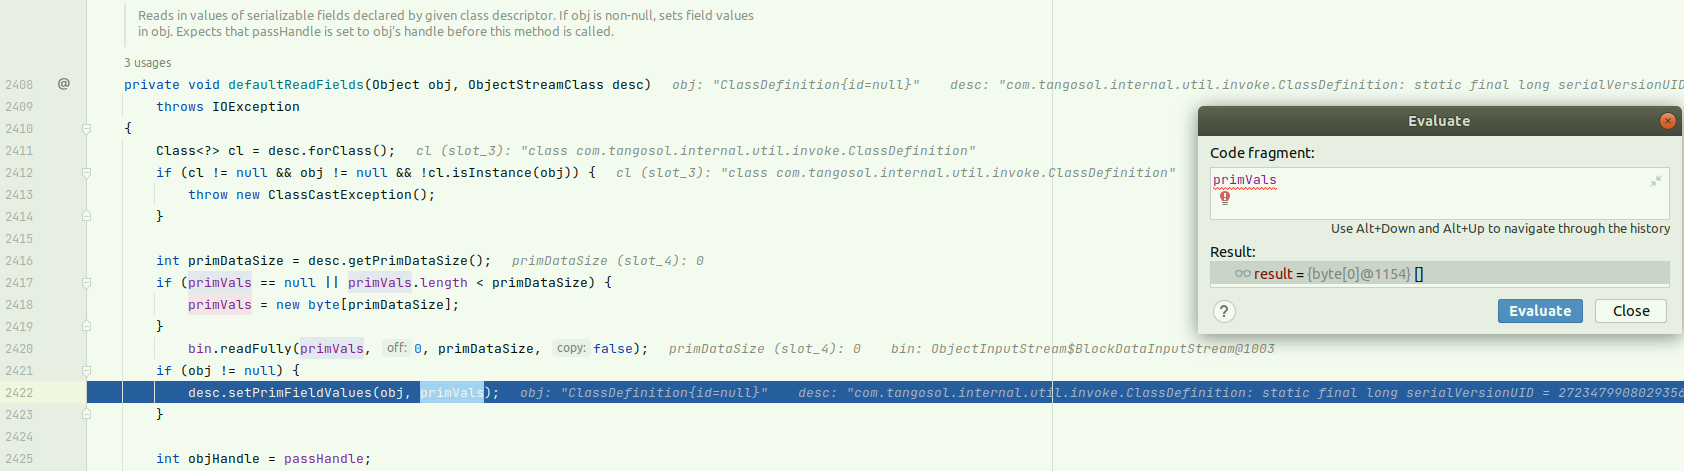 Reads in values of serializable fields declared by given class descriptor. If obj is non-null, sets field values
in obj. Expects that passHandle is set to obj's handle before this method is called.
3 usages
2408 @ private void defaultReadFields(Object obj, ObjectStreamClass desc) obj: "ClassDefinition{id=null}" desc: "com.tangosol.internal.util.invoke.ClassDefinition: static final long serialVersionUID
2409 throws IOException
2410 {
2411 Class<?> cl = desc.forClass(); cl (slot_3): "class com.tangosol.internal.util.invoke.ClassDefinition"
2412 if (cl != null && obj != null && !cl.isInstance(obj)) { cl (slot_3): "class com.tangosol.internal.util.invoke.ClassDefinition"
2413 throw new ClassCastException();
2414 }
2415
2416 int primDataSize = desc.getPrimDataSize(); primDataSize (slot_4): 0
2417 if (primVals == null || primVals.length < primDataSize) {
2418 primVals = new byte[primDataSize];
2419 }
2420 bin.readFully(primVals, off: 0, primDataSize, copy: false); primDataSize (slot_4): 0 bin: ObjectInputStream$BlockDataInputStream@1003
2421 if (obj != null) {
2422 desc.setPrimFieldValues(obj, primVals); obj: "ClassDefinition{id=null}" desc: "com.tangosol.internal.util.invoke.ClassDefinition: static final long serialVersionUID = 2723479908029356
2423 }
2424
2425 int objHandle = passHandle;
Evaluate
Code fragment:
primVals
Use Alt+Down and Alt+Up to navigate through the history
Result:
result = {byte[0]@1154} []
? Evaluate Close